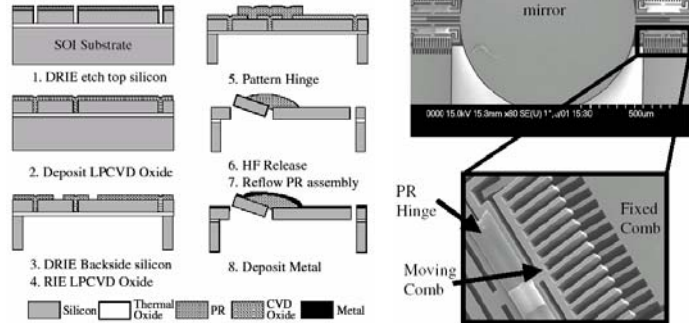 SOI Substrate
1. DRIE etch top silicon
2. Deposit LPCVD Oxide
3. DRIE Backside silicon
4. RIE LPCVD Oxide
5. Pattern Hinge
6. HF Release
7. Reflow PR assembly
8. Deposit Metal
Silicon
Thermal Oxide
PR
CVD Oxide
Metal
mirror
0000 15.0kV 15.3mm x80 SE(U) 15:30
500um
PR Hinge
Moving Comb
Fixed Comb